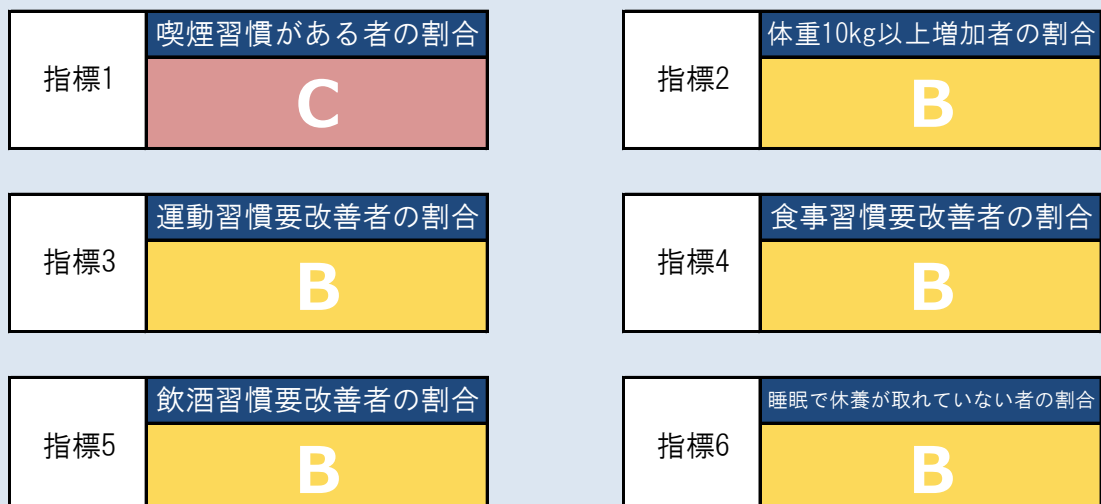 指標1
喫煙習慣がある者の割合
C
指標2
体重10kg以上増加者の割合
B
指標3
運動習慣要改善者の割合
B
指標4
食事習慣要改善者の割合
B
指標5
飲酒習慣要改善者の割合
B
指標6
睡眠で休養が取れていない者の割合
B